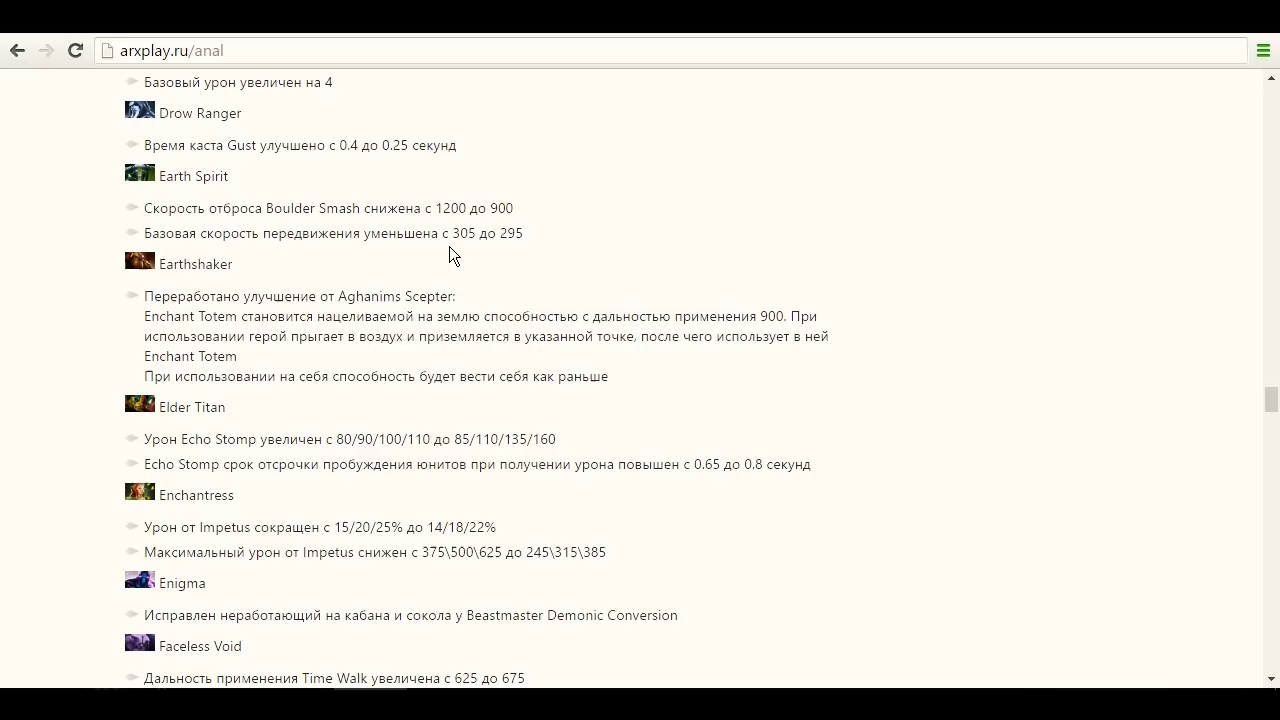 arxplay.ru/anal
Базовый урон увеличен на 4
Drow Ranger
Время каста Gust улучшено с 0.4 до 0.25 секунд
Earth Spirit
Скорость отброса Boulder Smash снижена с 1200 до 900
Базовая скорость передвижения уменьшена с 305 до 295
Earthshaker
Переработано улучшение от Aghanims Scepter:
Enchant Totem становится нацеливаемой на землю способностью с дальностью применения 900. При
использовании герой прыгает в воздух и приземляется в указанной точке, после чего использует в ней
Enchant Totem
При использовании на себя способность будет вести себя как раньше
Elder Titan
Урон Echo Stomp увеличен с 80/90/100/110 до 85/110/135/160
Echo Stomp срок отсрочки пробуждения юнитов при получении урона повышен с 0.65 до 0.8 секунд
Enchantress
Урон от Impetus сокращен с 15/20/25% до 14/18/22%
Максимальный урон от Impetus снижен с 375\500\625 до 245\315\385
Enigma
Исправлен неработающий на кабана и сокола у Beastmaster Demonic Conversion
Faceless Void
Дальность применения Time Walk увеличена с 625 до 675